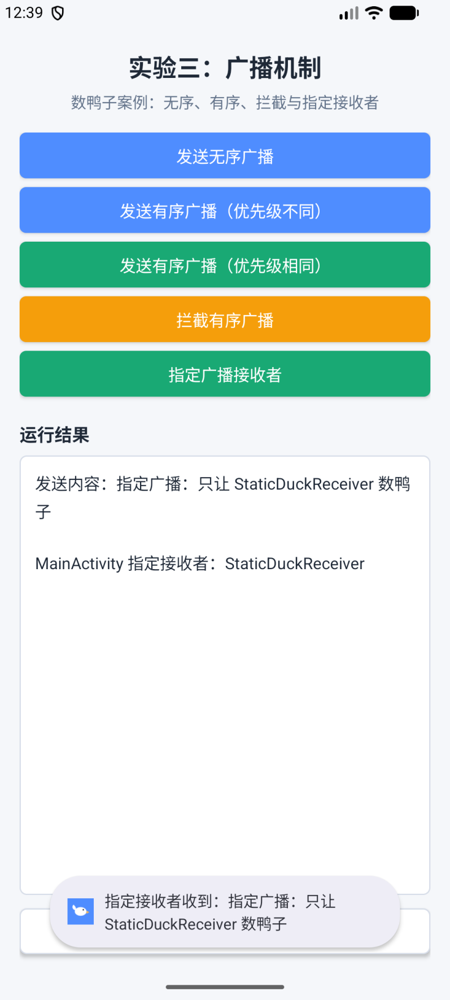 12:39
实验三：广播机制
数鸭子案例：无序、有序、拦截与指定接收者
发送无序广播
发送有序广播（优先级不同）
发送有序广播（优先级相同）
拦截有序广播
指定广播接收者
运行结果
发送内容：指定广播：只让 StaticDuckReceiver 数鸭
子
MainActivity 指定接收者：StaticDuckReceiver
指定接收者收到：指定广播：只让
StaticDuckReceiver 数鸭子